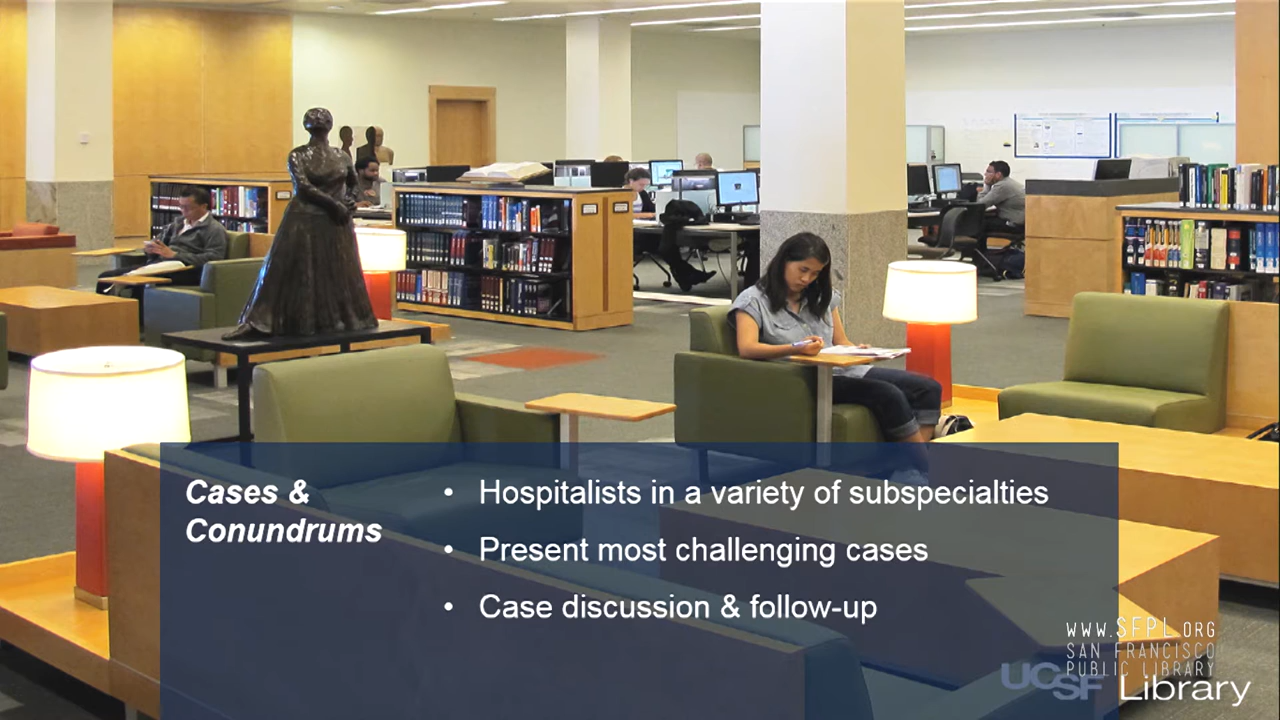 Cases &
Conundrums
• Hospitalists in a variety of subspecialties
• Present most challenging cases
• Case discussion & follow-up
WWW.SFPL.ORG
SAN FRANCISCO
PUBLIC LIBRARY
UCSF Library